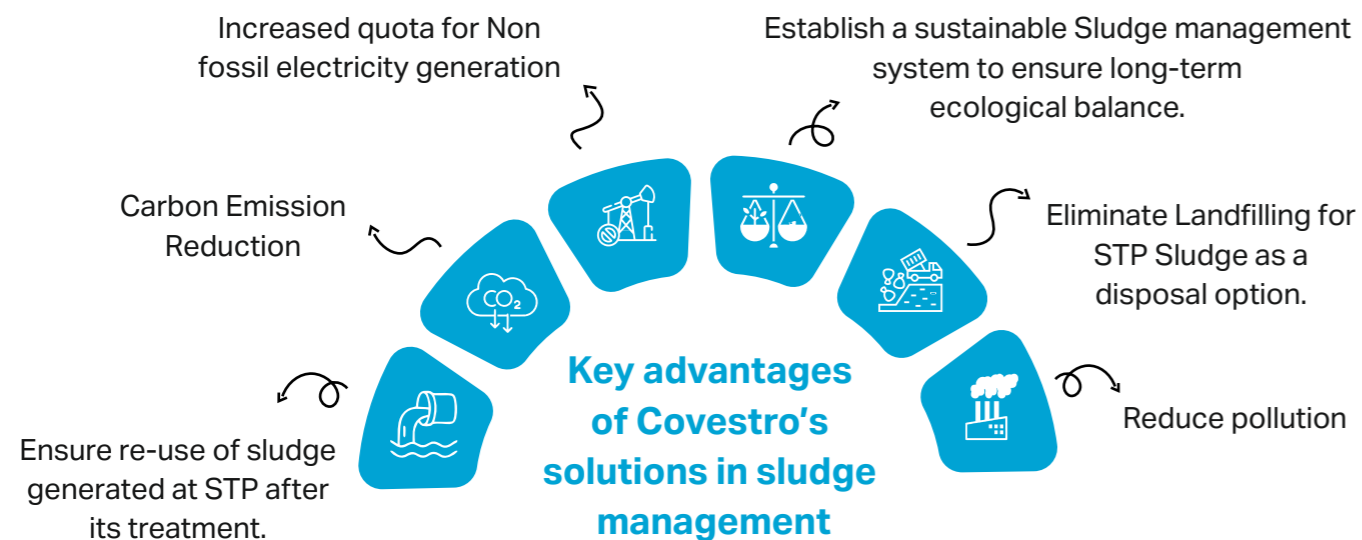 Increased quota for Non
fossil electricity generation
Establish a sustainable Sludge management
system to ensure long-term
ecological balance.
Carbon Emission
Reduction
CO₂
Eliminate Landfilling for
STP Sludge as a
disposal option.
Ensure re-use of sludge
generated at STP after
its treatment.
Key advantages
of Covestro's
solutions in sludge
management
Reduce pollution